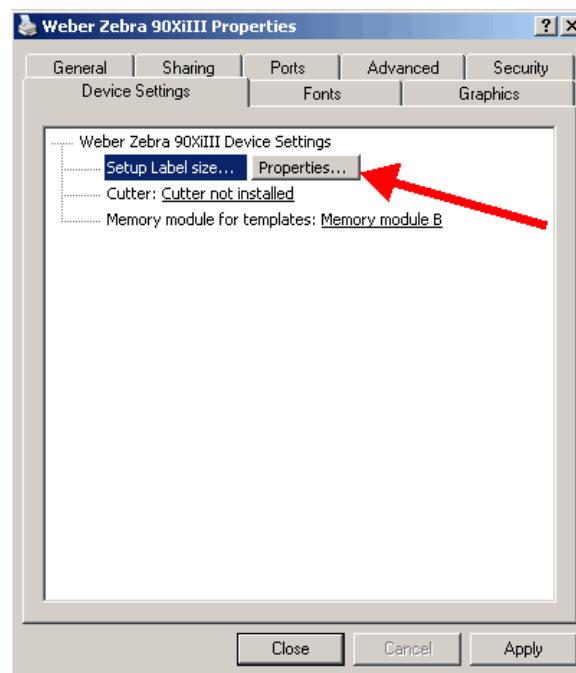 Weber Zebra 90XiIII Properties
General Sharing Ports Advanced Security
Device Settings Fonts Graphics
Weber Zebra 90XiIII Device Settings
Setup Label size... Properties...
Cutter: Cutter not installed
Memory module for templates: Memory module B
Close Cancel Apply